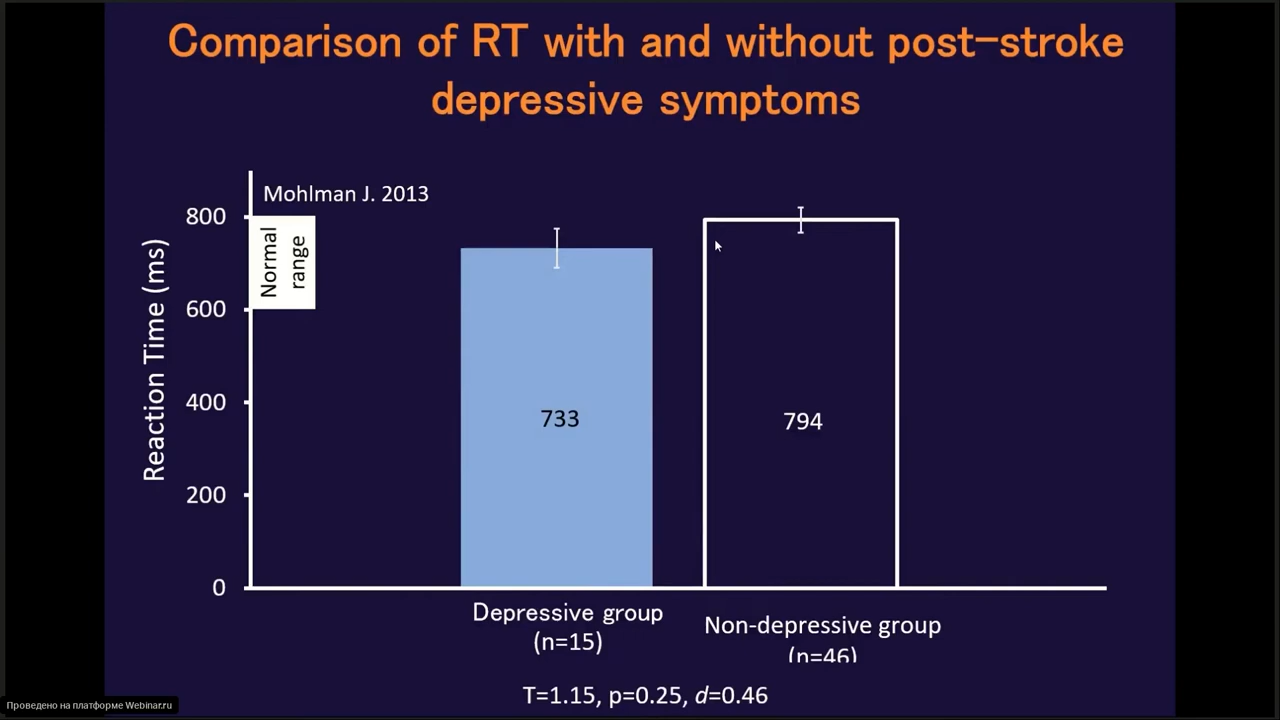 Comparison of RT with and without post-stroke
depressive symptoms
Mohlman J. 2013
800
600
400
200
0
Normal
range
Reaction Time (ms)
733
794
Depressive group
(n=15)
Non-depressive group
(n=46)
T=1.15, p=0.25, d=0.46
Проведено на платформе Webinar.ru